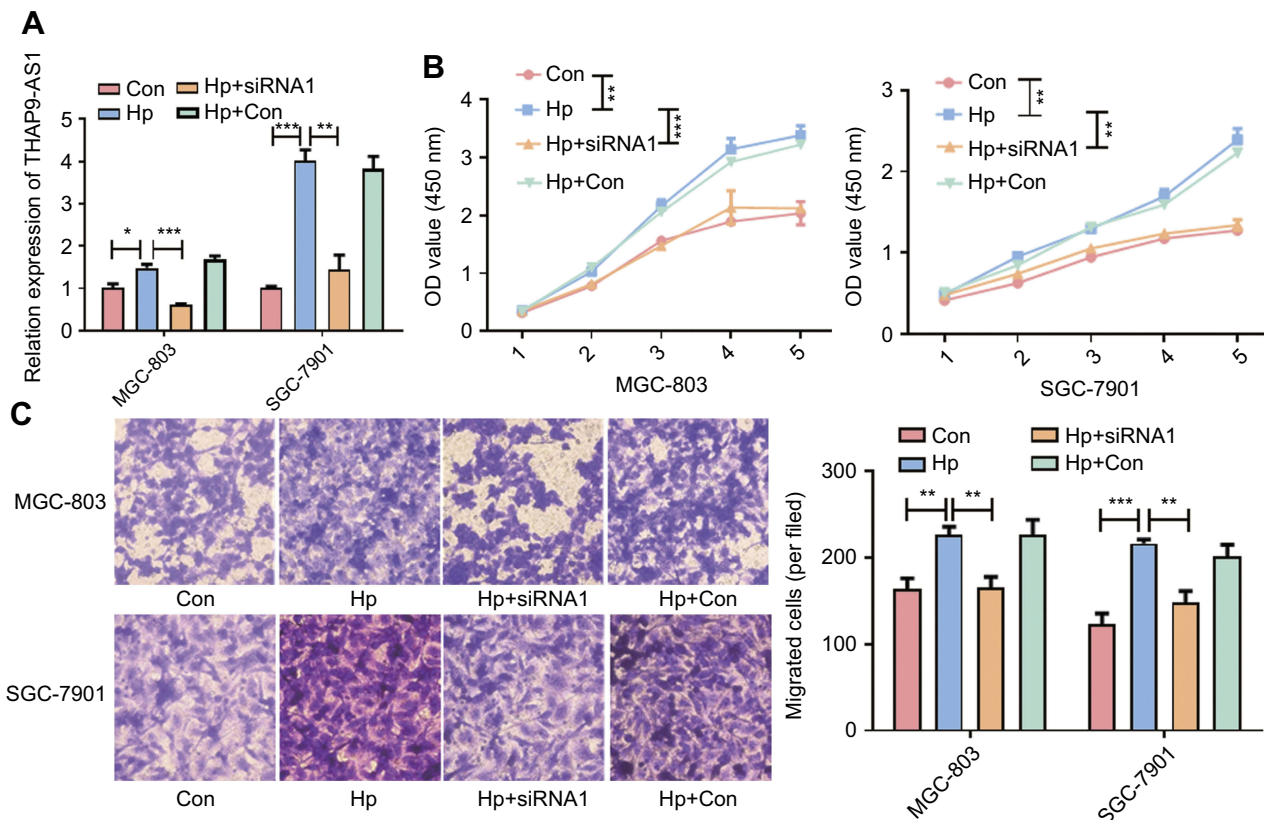 A
Relation expression of THAP9-AS1
Con
Hp+siRNA1
Hp
Hp+Con
5
4
3
2
1
0
*
***
***
**
MGC-803
SGC-7901
B
Con
Hp
Hp+siRNA1
Hp+Con
**
***
OD value (450 nm)
4
3
2
1
0
1
2
3
4
5
MGC-803
Con
Hp
Hp+siRNA1
Hp+Con
**
**
OD value (450 nm)
3
2
1
0
1
2
3
4
5
SGC-7901
C
MGC-803
Con
Hp
Hp+siRNA1
Hp+Con
SGC-7901
Con
Hp
Hp+siRNA1
Hp+Con
Con
Hp+siRNA1
Hp
Hp+Con
Migrated cells (per filed)
300
200
100
0
**
**
***
**
MGC-803
SGC-7901